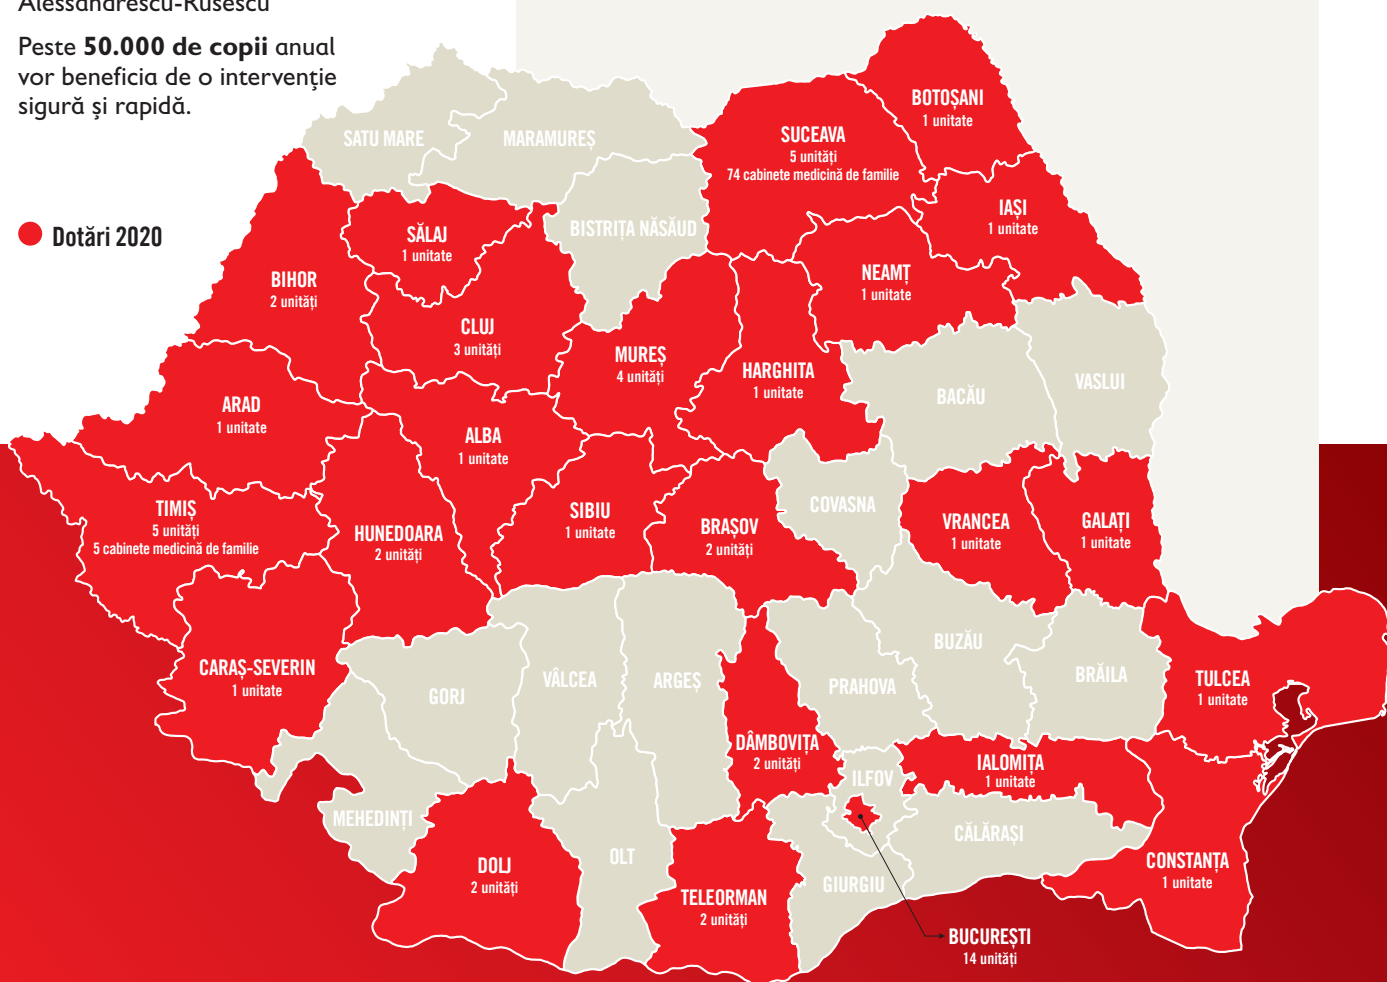 Alessandrescu-Rusescu
Peste 50.000 de copii anual
vor beneficia de o intervenție
sigură și rapidă.
Dotări 2020
SATU MARE
MARAMUREȘ
SUCEAVA
5 unități
74 cabinete medicină de familie
BOTOȘANI
1 unitate
SĂLAJ
1 unitate
BISTRIȚA NĂSĂUD
IAȘI
1 unitate
BIHOR
2 unități
NEAMȚ
1 unitate
CLUJ
3 unități
MUREȘ
4 unități
HARGHITA
1 unitate
BACĂU
VASLUI
ARAD
1 unitate
ALBA
1 unitate
TIMIȘ
5 unități
5 cabinete medicină de familie
HUNEDOARA
2 unități
SIBIU
1 unitate
BRAȘOV
2 unități
COVASNA
VRANCEA
1 unitate
GALAȚI
1 unitate
CARAȘ-SEVERIN
1 unitate
GORJ
VÂLCEA
ARGEȘ
PRAHOVA
BUZĂU
BRĂILA
TULCEA
1 unitate
DÂMBOVIȚA
2 unități
ILFOV
IALOMIȚA
1 unitate
MEHEDINȚI
CĂLĂRAȘI
DOLJ
2 unități
OLT
TELEORMAN
2 unități
GIURGIU
CONSTANȚA
1 unitate
BUCUREȘTI
14 unități